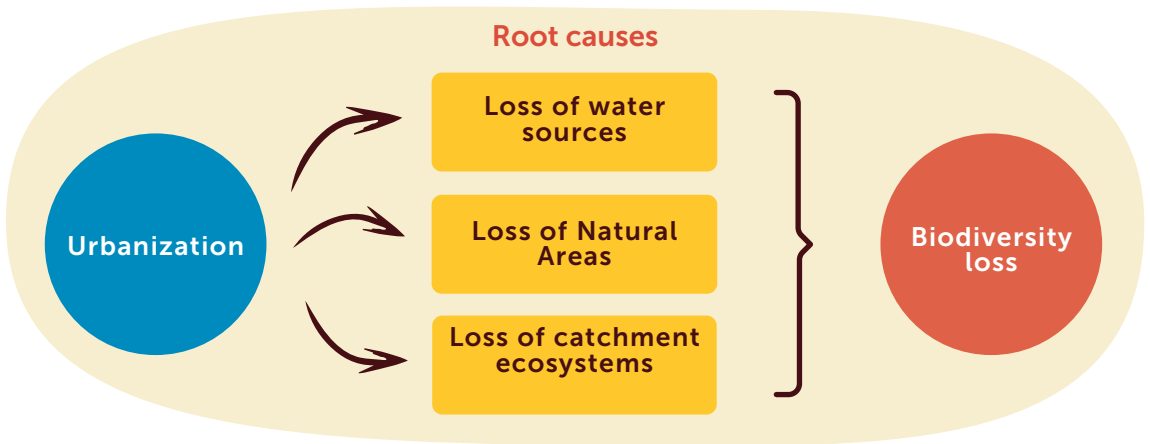 Root causes
Urbanization
Loss of water
sources
Loss of Natural
Areas
Loss of catchment
ecosystems
Biodiversity
loss